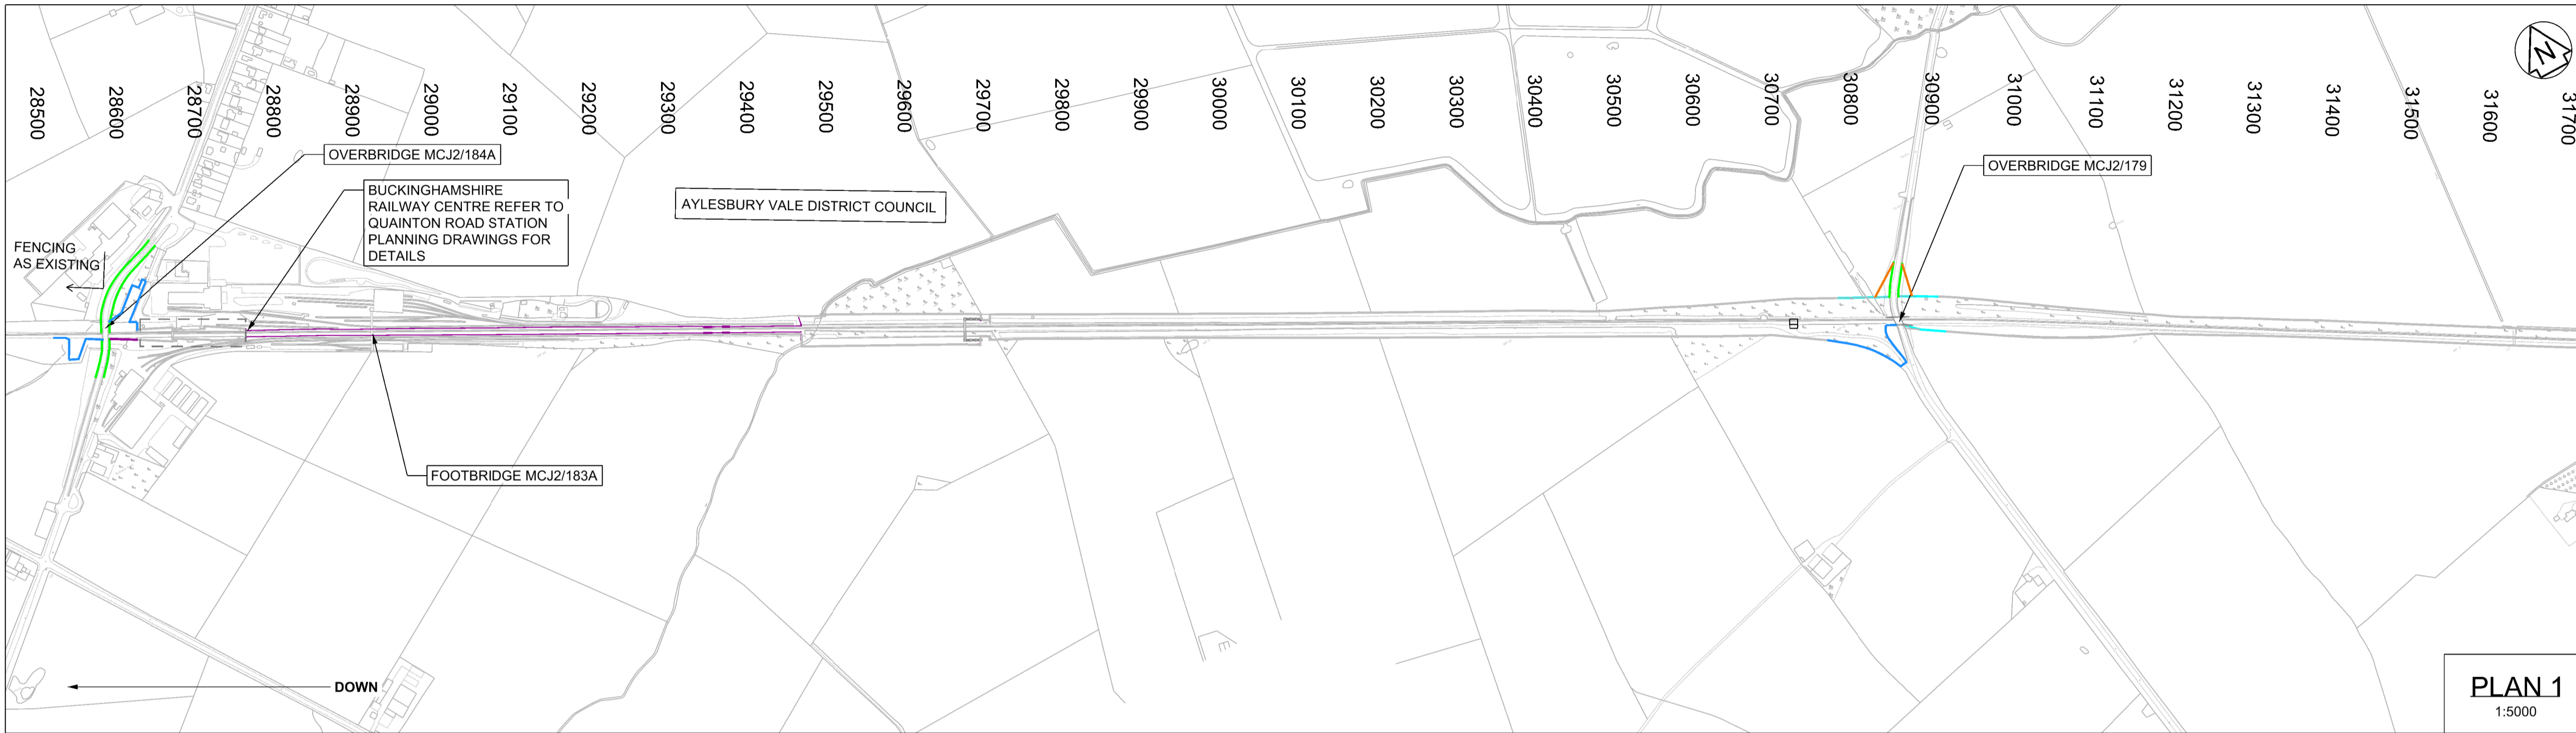 28500
28600
28700
28800
28900
29000
29100
29200
29300
29400
29500
29600
29700
29800
29900
30000
30100
30200
30300
30400
30500
30600
30700
30800
30900
31000
31100
31200
31300
31400
31500
31600
31700
N
OVERBRIDGE MCJ2/184A
BUCKINGHAMSHIRE
RAILWAY CENTRE REFER TO
QUAINTON ROAD STATION
PLANNING DRAWINGS FOR
DETAILS
AYLESBURY VALE DISTRICT COUNCIL
OVERBRIDGE MCJ2/179
FENCING
AS EXISTING
FOOTBRIDGE MCJ2/183A
DOWN
PLAN 1
1:5000